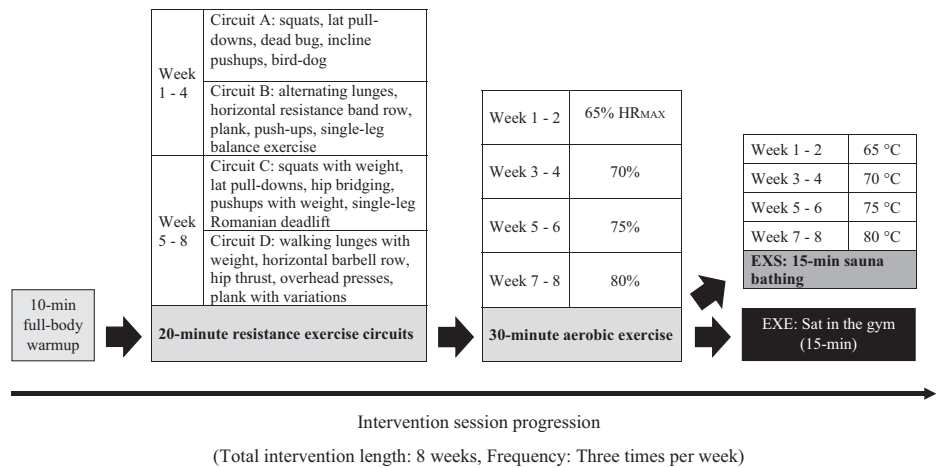 10-min
full-body
warmup
Week
1 - 4
Circuit A: squats, lat pull-
downs, dead bug, incline
pushups, bird-dog
Circuit B: alternating lunges,
horizontal resistance band row,
plank, push-ups, single-leg
balance exercise
Week
5 - 8
Circuit C: squats with weight,
lat pull-downs, hip bridging,
pushups with weight, single-leg
Romanian deadlift
Circuit D: walking lunges with
weight, horizontal barbell row,
hip thrust, overhead presses,
plank with variations
20-minute resistance exercise circuits
Week 1 - 2 65% HRMAX
Week 3 - 4 70%
Week 5 - 6 75%
Week 7 - 8 80%
30-minute aerobic exercise
Week 1 - 2 65 °C
Week 3 - 4 70 °C
Week 5 - 6 75 °C
Week 7 - 8 80 °C
EXS: 15-min sauna
bathing
EXE: Sat in the gym
(15-min)
Intervention session progression
(Total intervention length: 8 weeks, Frequency: Three times per week)